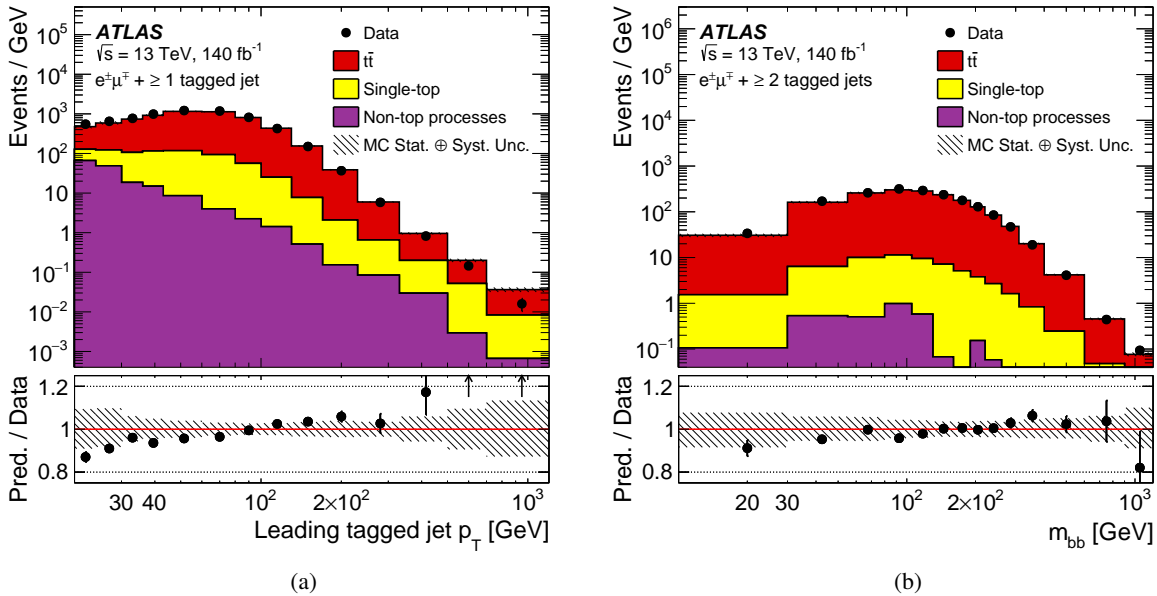 ATLAS
√s = 13 TeV, 140 fb⁻¹
e±μ∓ + ≥ 1 tagged jet
Data
tt̄
Single-top
Non-top processes
MC Stat. ⊕ Syst. Unc.
Events / GeV
10⁵
10⁴
10³
10²
10
1
10⁻¹
10⁻²
10⁻³
Pred. / Data
1.2
1
0.8
30 40 10² 2×10² 10³
Leading tagged jet p_T [GeV]
(a)
ATLAS
√s = 13 TeV, 140 fb⁻¹
e±μ∓ + ≥ 2 tagged jets
Data
tt̄
Single-top
Non-top processes
MC Stat. ⊕ Syst. Unc.
Events / GeV
10⁶
10⁵
10⁴
10³
10²
10
1
10⁻¹
Pred. / Data
1.2
1
0.8
20 30 10² 2×10² 10³
m_bb [GeV]
(b)